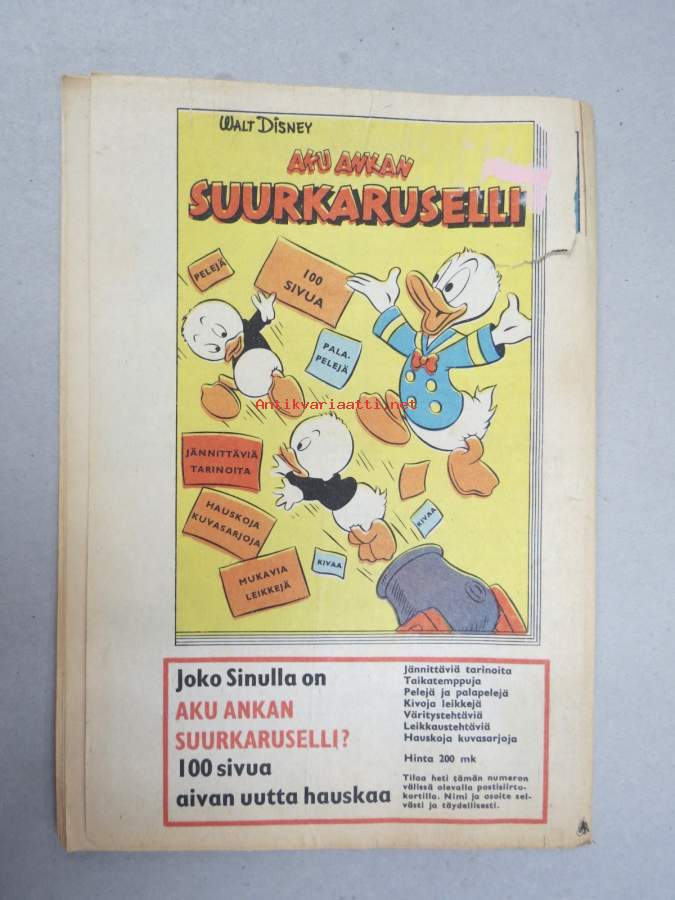 WALT DISNEY
AKU ANKAN
SUURKARUSELLI
PELEJÄ
100
SIVUA
PALA-
PELEJÄ
Antikvariaatti.net
JÄNNITTÄVIÄ
TARINOITA
HAUSKOJA
KUVASARJOJA
KIVAA
MUKAVIA
LEIKKEJÄ
KIVAA
Joko Sinulla on
AKU ANKAN
SUURKARUSELLI?
100 sivua
aivan uutta hauskaa
Jännittäviä tarinoita
Taikatemppuja
Pelejä ja palapelejä
Kivoja leikkejä
Väritystehtäviä
Leikkaustehtäviä
Hauskoja kuvasarjoja
Hinta 200 mk
Tilaa heti tämän numeron
välissä olevalla postisiirto-
kortilla. Nimi ja osoite sel-
västi ja täydellisesti.